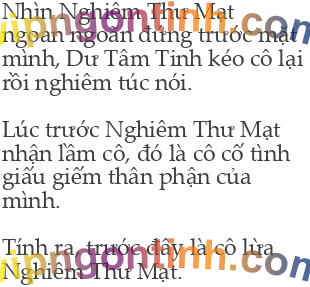 Nhìn Nghiêm Thư Mạt
ngoan ngoãn đứng trước mặt
mình, Dư Tâm Tinh kéo cô lại
rồi nghiêm túc nói.
Lúc trước Nghiêm Thư Mạt
nhận lầm cô, đó là cô cố tình
giấu giếm thân phận của
mình.
Tính ra, trước đây là cô lừa
Nghiêm Thư Mạt.